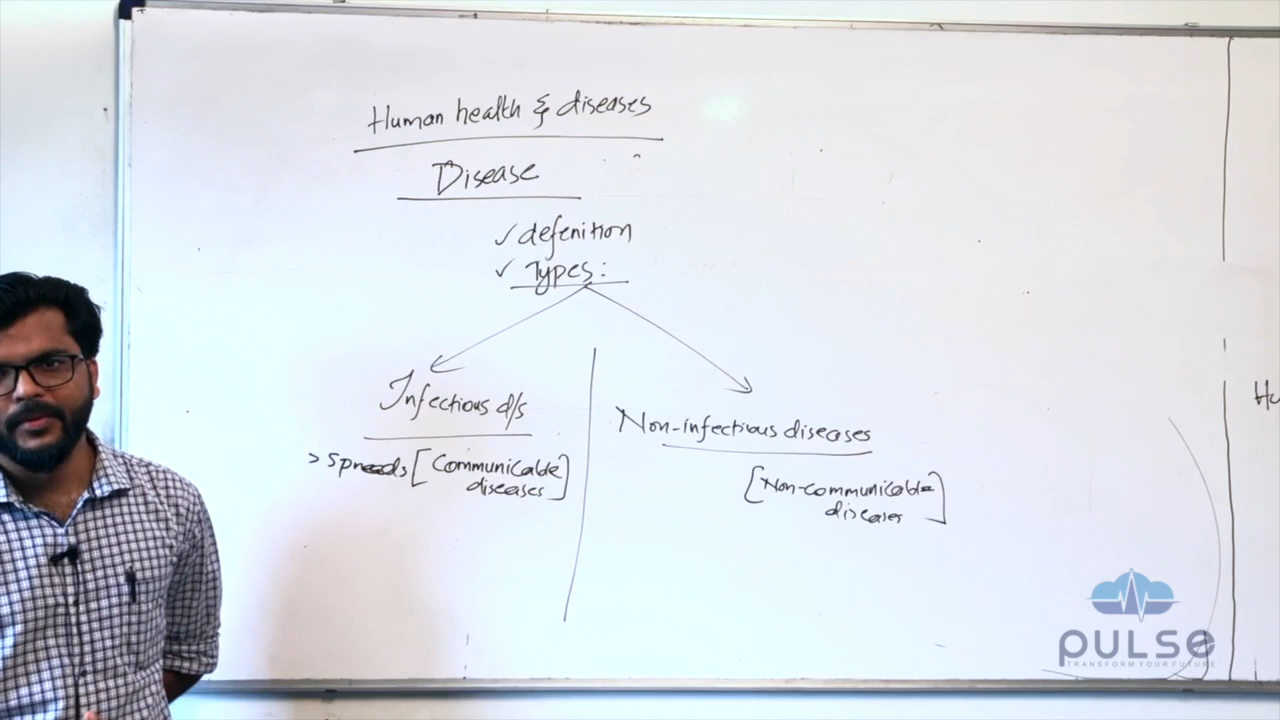 Human health & diseases
Disease
✓ defenition
✓ Types:
Infectious d/s
> Spreads [Communicable
diseases]
Non-infectious diseases
[Non-communicable
diseases]
Hu
PULSE
TRANSFORM YOUR FUTURE